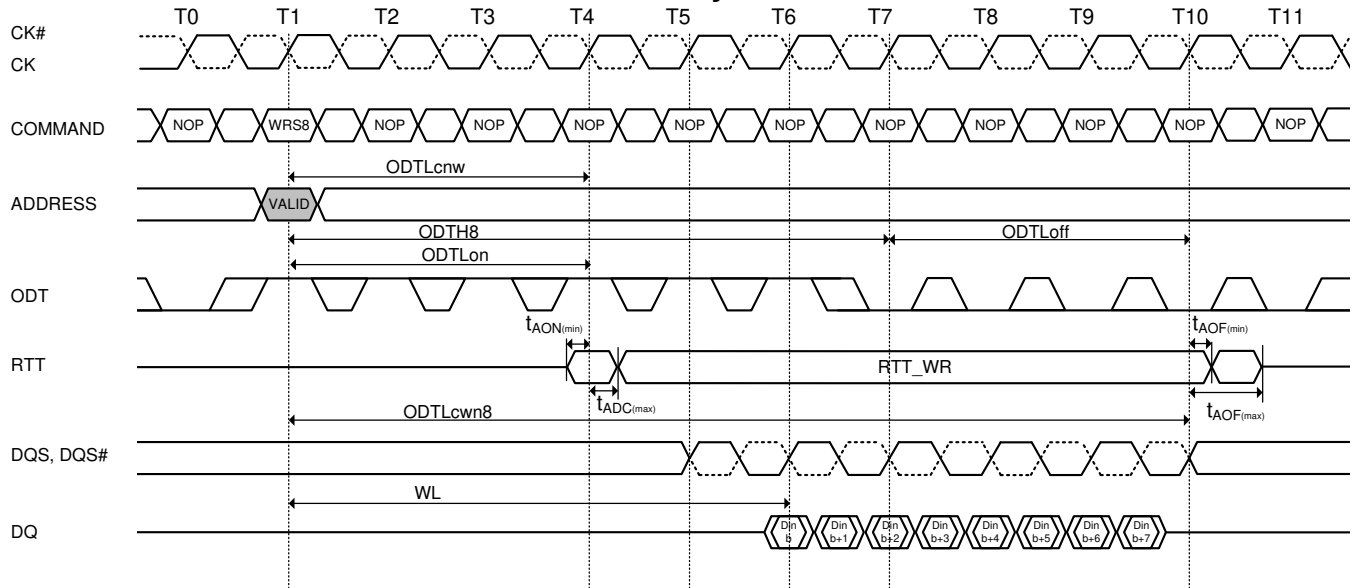 T0 T1 T2 T3 T4 T5 T6 T7 T8 T9 T10 T11
CK#
CK
COMMAND NOP WRS8 NOP NOP NOP NOP NOP NOP NOP NOP NOP NOP
ODTLcnw
ADDRESS VALID
ODTH8 ODTLoff
ODTLon
ODT
tAON(min) tAOF(min)
RTT RTT_WR
tADC(max) tAOF(max)
ODTLcwn8
DQS, DQS#
WL
DQ Din b Din b+1 Din b+2 Din b+3 Din b+4 Din b+5 Din b+6 Din b+7